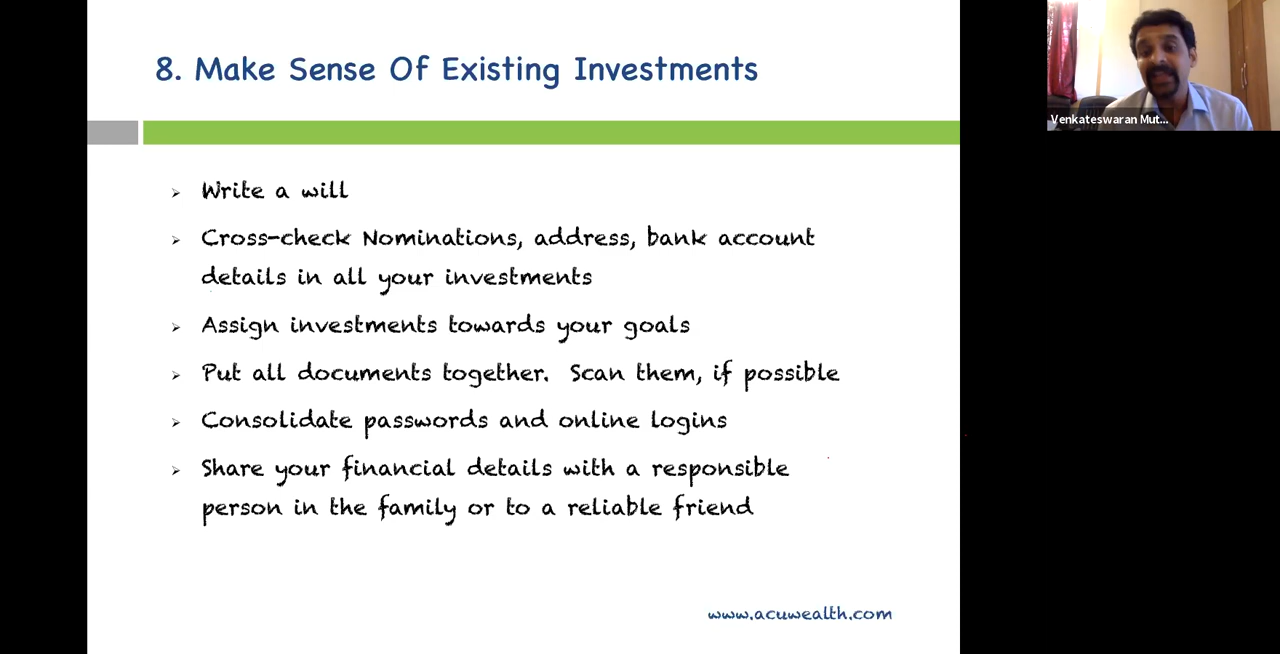 8. Make Sense Of Existing Investments
Venkateswaran Mut...
Write a will
Cross-check Nominations, address, bank account
details in all your investments
Assign investments towards your goals
Put all documents together. Scan them, if possible
Consolidate passwords and online logins
Share your financial details with a responsible
person in the family or to a reliable friend
www.acuwealth.com